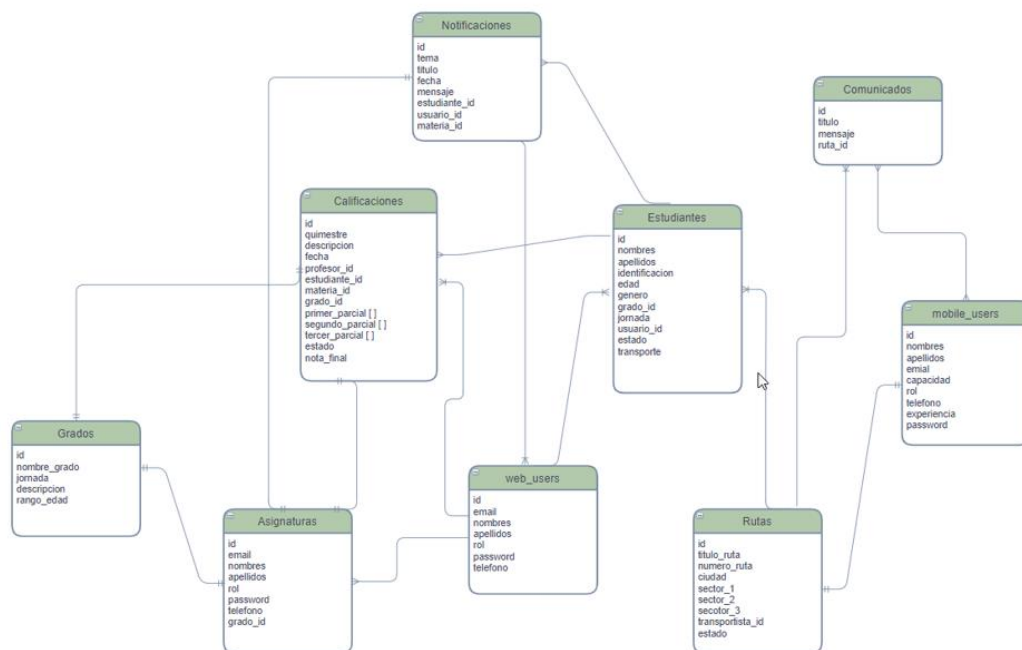 Notificaciones
id
tema
titulo
fecha
mensaje
estudiante_id
usuario_id
materia_id
Comunicados
id
titulo
mensaje
ruta_id
Calificaciones
id
quimestre
descripcion
fecha
profesor_id
estudiante_id
materia_id
grado_id
primer_parcial [ ]
segundo_parcial [ ]
tercer_parcial [ ]
estado
nota_final
Estudiantes
id
nombres
apellidos
identificacion
edad
genero
grado_id
jornada
usuario_id
estado
transporte
mobile_users
id
nombres
apellidos
emial
capacidad
rol
telefono
experiencia
password
Grados
id
nombre_grado
jornada
descripcion
rango_edad
web_users
id
email
nombres
apellidos
rol
password
telefono
Asignaturas
id
email
nombres
apellidos
rol
password
telefono
grado_id
Rutas
id
titulo_ruta
numero_ruta
ciudad
sector_1
sector_2
secotor_3
transportista_id
estado